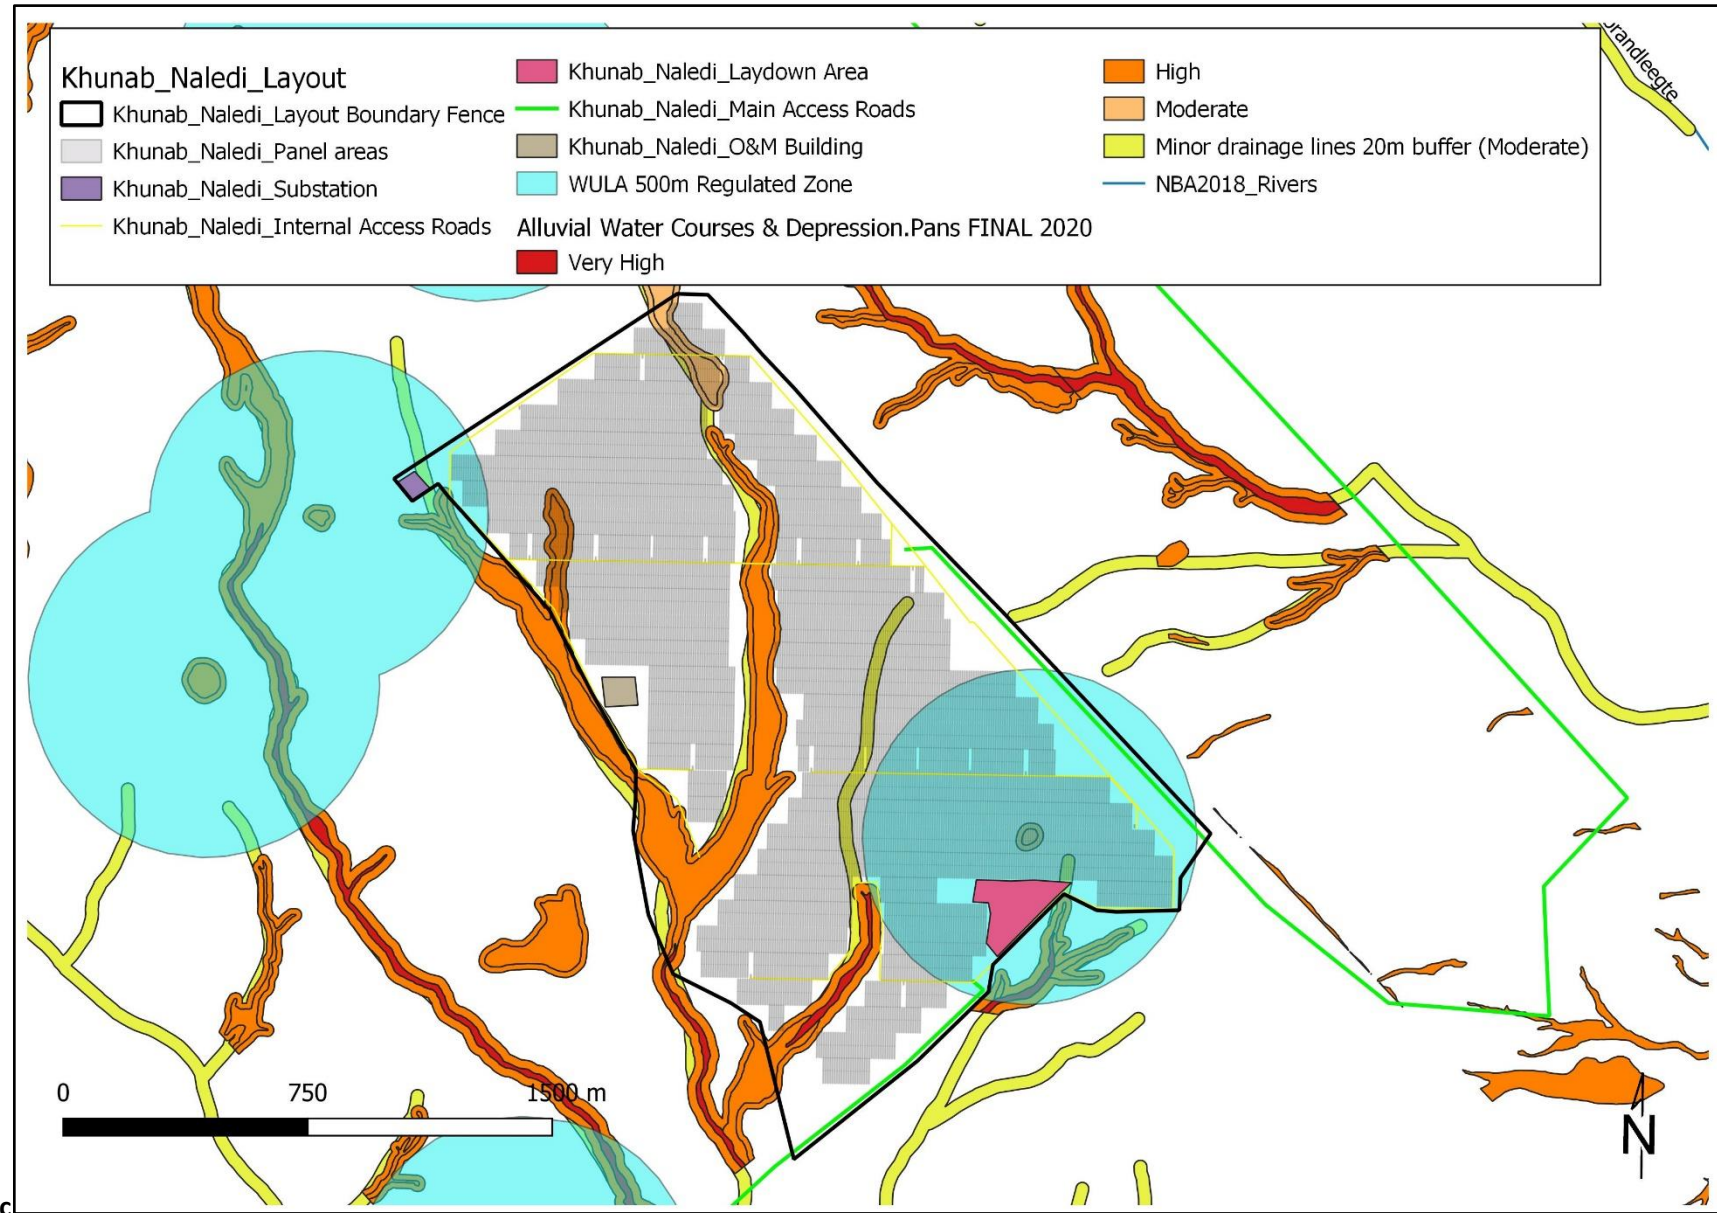 Khunab_Naledi_Layout
Khunab_Naledi_Layout Boundary Fence
Khunab_Naledi_Panel areas
Khunab_Naledi_Substation
Khunab_Naledi_Internal Access Roads
Khunab_Naledi_Laydown Area
Khunab_Naledi_Main Access Roads
Khunab_Naledi_O&M Building
WULA 500m Regulated Zone
Alluvial Water Courses & Depression.Pans FINAL 2020
Very High
High
Moderate
Minor drainage lines 20m buffer (Moderate)
NBA2018_Rivers
0 750 1500 m
N
c